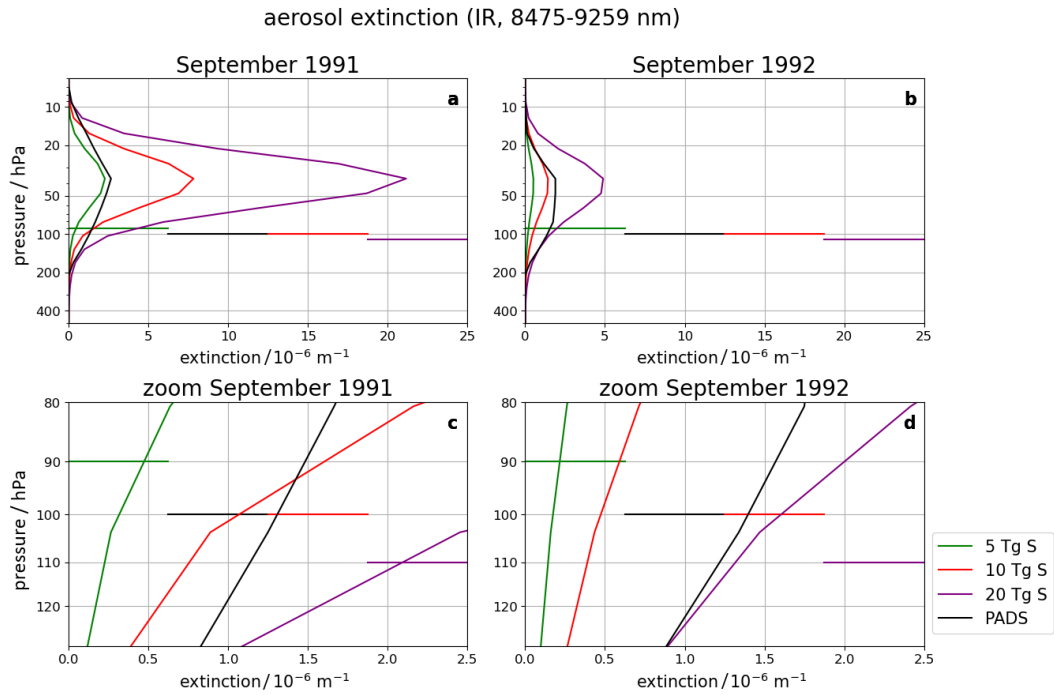 aerosol extinction (IR, 8475-9259 nm)
September 1991
September 1992
a
b
10
20
50
100
200
400
pressure / hPa
0
5
10
15
20
25
extinction / 10⁻⁶ m⁻¹
10
20
50
100
200
400
0
5
10
15
20
25
extinction / 10⁻⁶ m⁻¹
zoom September 1991
zoom September 1992
c
d
80
90
100
110
120
pressure / hPa
0.0
0.5
1.0
1.5
2.0
2.5
extinction / 10⁻⁶ m⁻¹
80
90
100
110
120
0.0
0.5
1.0
1.5
2.0
2.5
extinction / 10⁻⁶ m⁻¹
5 Tg S
10 Tg S
20 Tg S
PADS